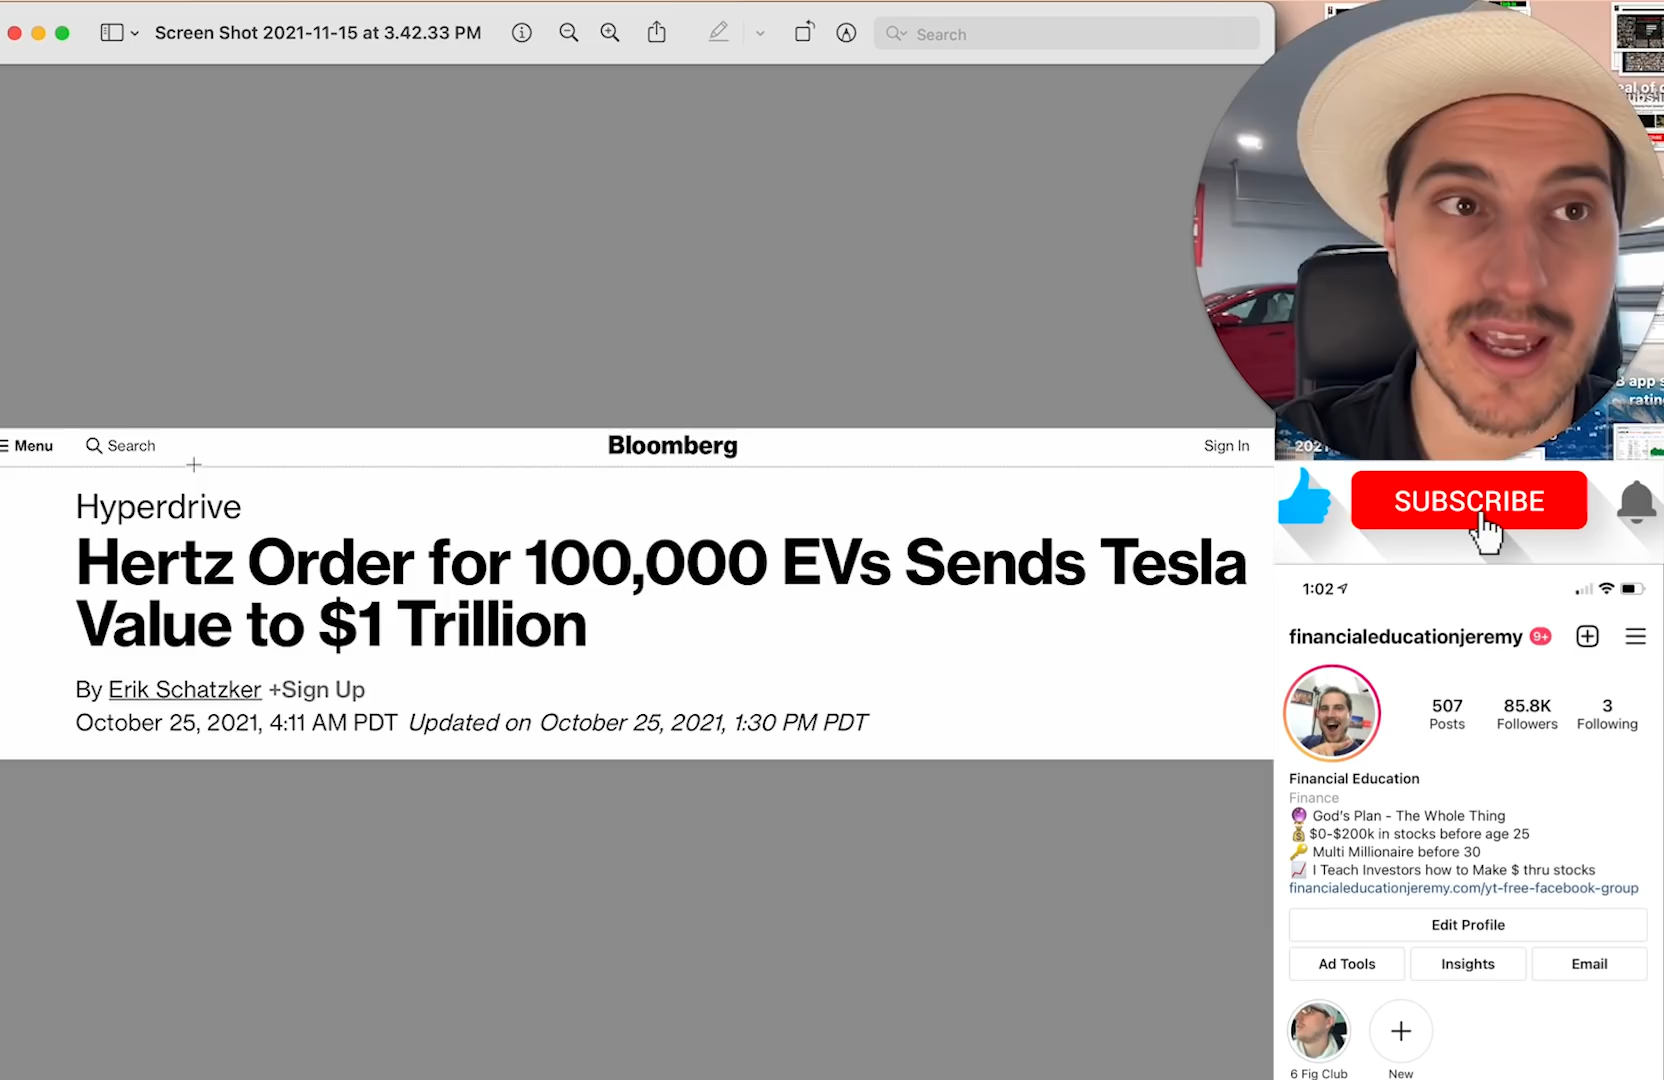 Screen Shot 2021-11-15 at 3.42.33 PM
Search
Menu
Search
Bloomberg
Sign In
Hyperdrive
Hertz Order for 100,000 EVs Sends Tesla
Value to $1 Trillion
By Erik Schatzker +Sign Up
October 25, 2021, 4:11 AM PDT Updated on October 25, 2021, 1:30 PM PDT
SUBSCRIBE
1:02
financialeducationjeremy 9+
507 85.8K 3
Posts Followers Following
Financial Education
Finance
God's Plan - The Whole Thing
$0-$200k in stocks before age 25
Multi Millionaire before 30
I Teach Investors how to Make $ thru stocks
financialeducationjeremy.com/yt-free-facebook-group
Edit Profile
Ad Tools Insights Email
6 Fig Club New